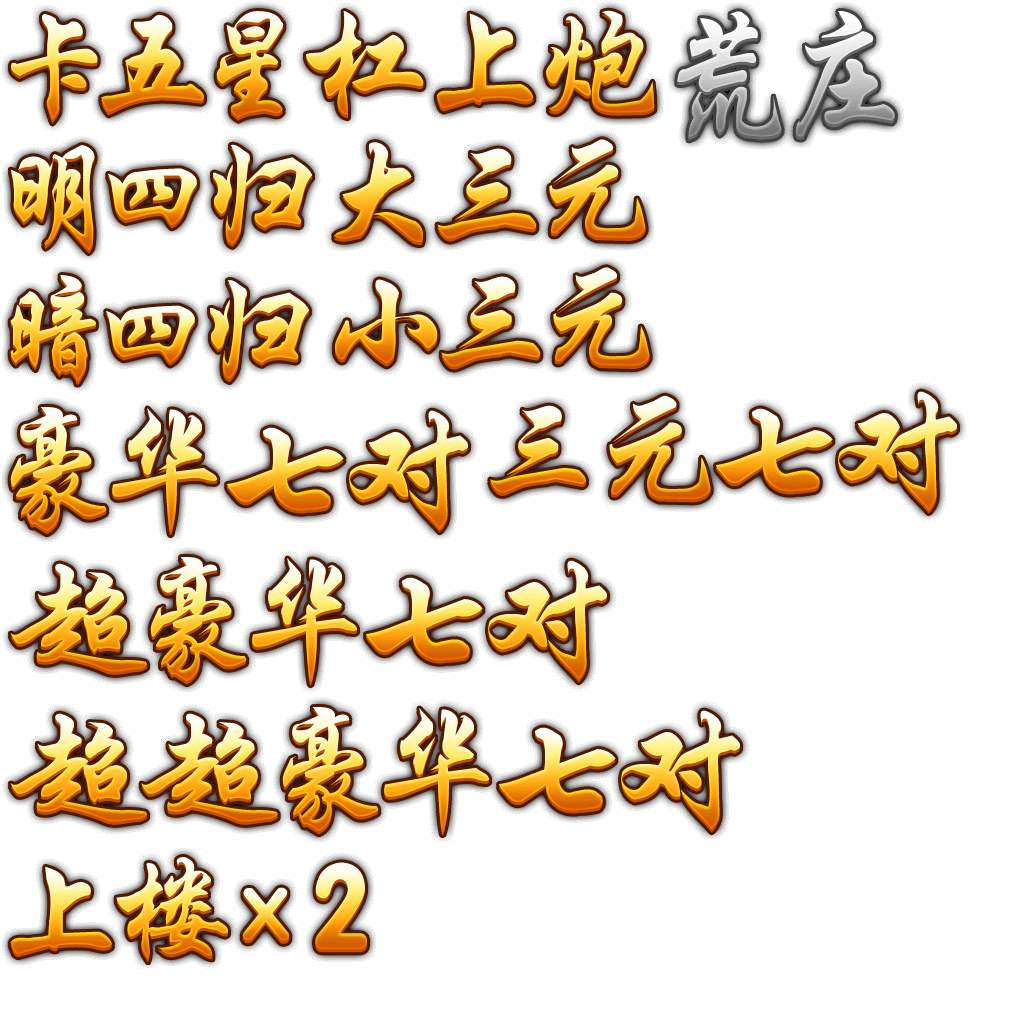 卡五星 杠上炮 荒庄
明四归 大三元
暗四归 小三元
豪华七对 三元七对
超豪华七对
超超豪华七对
上楼×2